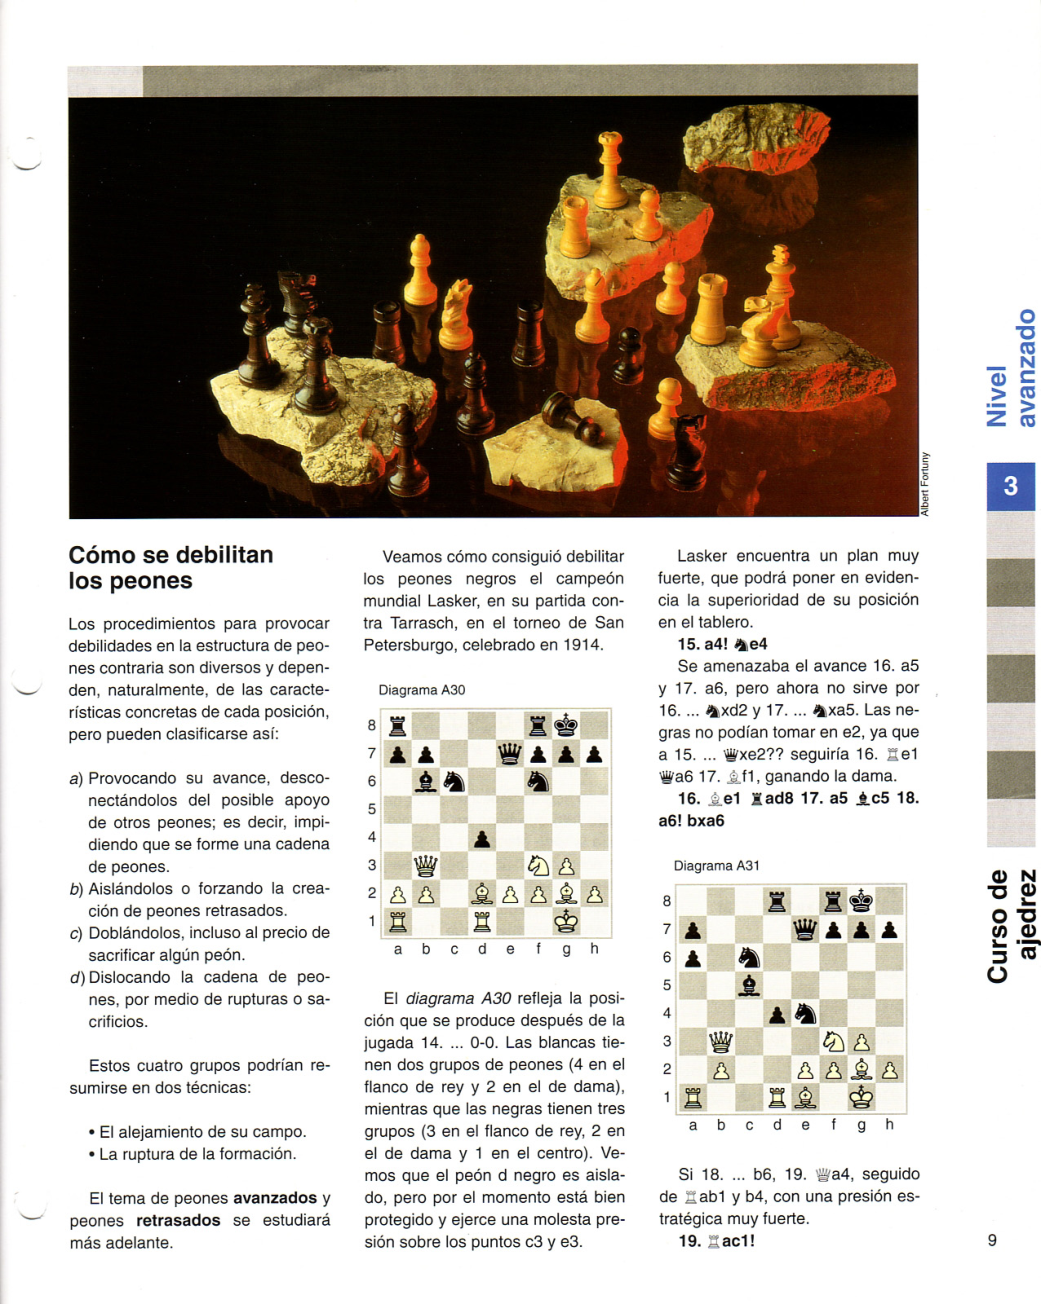 Albert Fortuny
Nivel
avanzado
3
Curso de
ajedrez
Cómo se debilitan
los peones
Los procedimientos para provocar
debilidades en la estructura de peo-
nes contraria son diversos y depen-
den, naturalmente, de las caracte-
rísticas concretas de cada posición,
pero pueden clasificarse así:
a) Provocando su avance, desco-
nectándolos del posible apoyo
de otros peones; es decir, impi-
diendo que se forme una cadena
de peones.
b) Aislándolos o forzando la crea-
ción de peones retrasados.
c) Doblándolos, incluso al precio de
sacrificar algún peón.
d) Dislocando la cadena de peo-
nes, por medio de rupturas o sa-
crificios.
Estos cuatro grupos podrían re-
sumirse en dos técnicas:
• El alejamiento de su campo.
• La ruptura de la formación.
El tema de peones avanzados y
peones retrasados se estudiará
más adelante.
Veamos cómo consiguió debilitar
los peones negros el campeón
mundial Lasker, en su partida con-
tra Tarrasch, en el torneo de San
Petersburgo, celebrado en 1914.
Diagrama A30
8
7
6
5
4
3
2
1
a b c d e f g h
El diagrama A30 refleja la posi-
ción que se produce después de la
jugada 14. ... 0-0. Las blancas tie-
nen dos grupos de peones (4 en el
flanco de rey y 2 en el de dama),
mientras que las negras tienen tres
grupos (3 en el flanco de rey, 2 en
el de dama y 1 en el centro). Ve-
mos que el peón d negro es aisla-
do, pero por el momento está bien
protegido y ejerce una molesta pre-
sión sobre los puntos c3 y e3.
Lasker encuentra un plan muy
fuerte, que podrá poner en eviden-
cia la superioridad de su posición
en el tablero.
15. a4! ♞e4
Se amenazaba el avance 16. a5
y 17. a6, pero ahora no sirve por
16. ... ♞xd2 y 17. ... ♞xa5. Las ne-
gras no podían tomar en e2, ya que
a 15. ... ♛xe2?? seguiría 16. ♖e1
♛a6 17. ♗f1, ganando la dama.
16. ♗e1 ♜ad8 17. a5 ♝c5 18.
a6! bxa6
Diagrama A31
8
7
6
5
4
3
2
1
a b c d e f g h
Si 18. ... b6, 19. ♕a4, seguido
de ♖ab1 y b4, con una presión es-
tratégica muy fuerte.
19. ♖ac1!
9